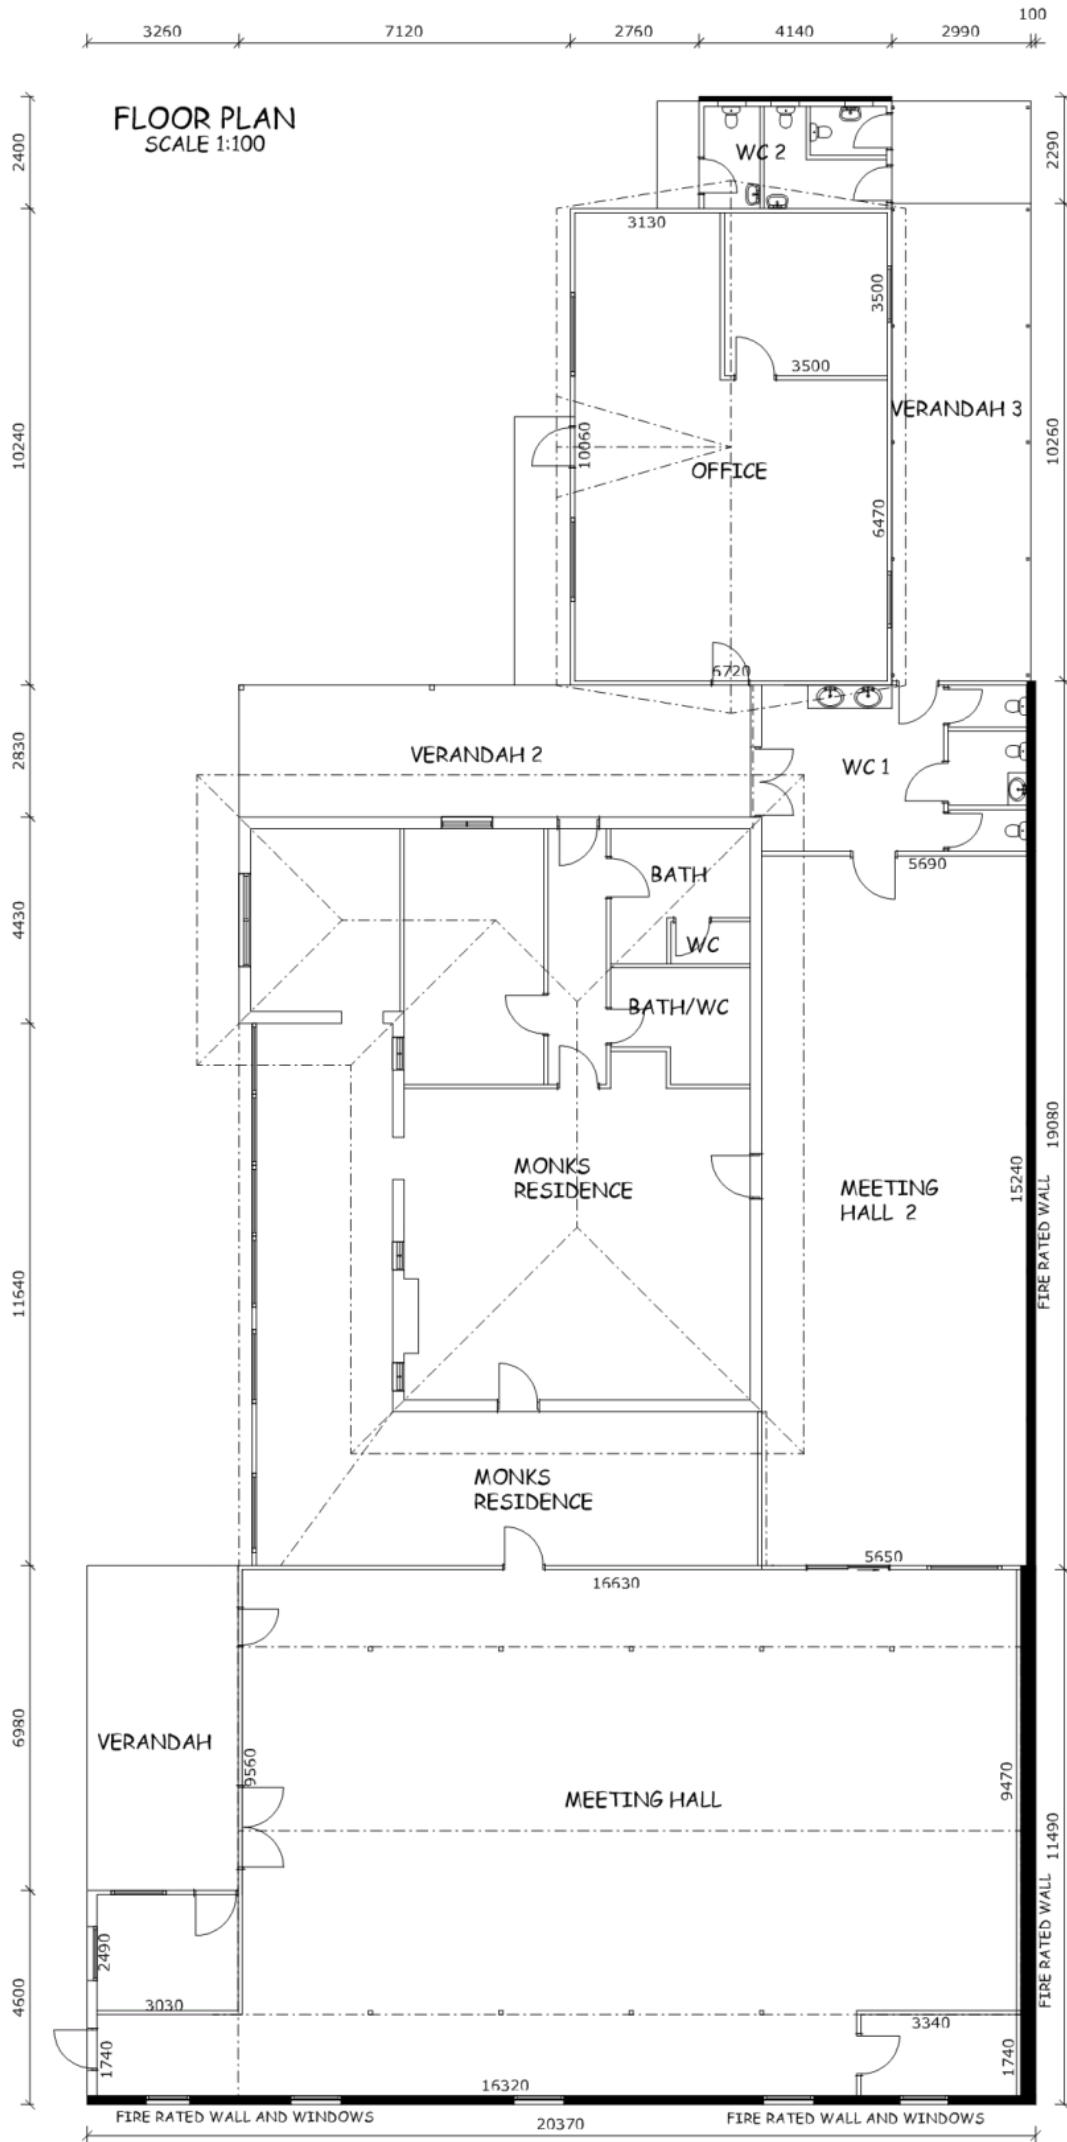 100
3260
7120
2760
4140
2990
FLOOR PLAN
SCALE 1:100
2400
2290
WC 2
3130
3500
3500
VERANDAH 3
10240
10060
10260
OFFICE
6470
6720
2830
VERANDAH 2
WC 1
5690
4430
BATH
WC
BATH/WC
MONKS
RESIDENCE
MEETING
HALL 2
15240
19080
FIRE RATED WALL
11640
MONKS
RESIDENCE
5650
16630
6980
VERANDAH
9560
MEETING HALL
9470
11490
FIRE RATED WALL
2490
4600
3030
3340
1740
1740
16320
FIRE RATED WALL AND WINDOWS
FIRE RATED WALL AND WINDOWS
20370